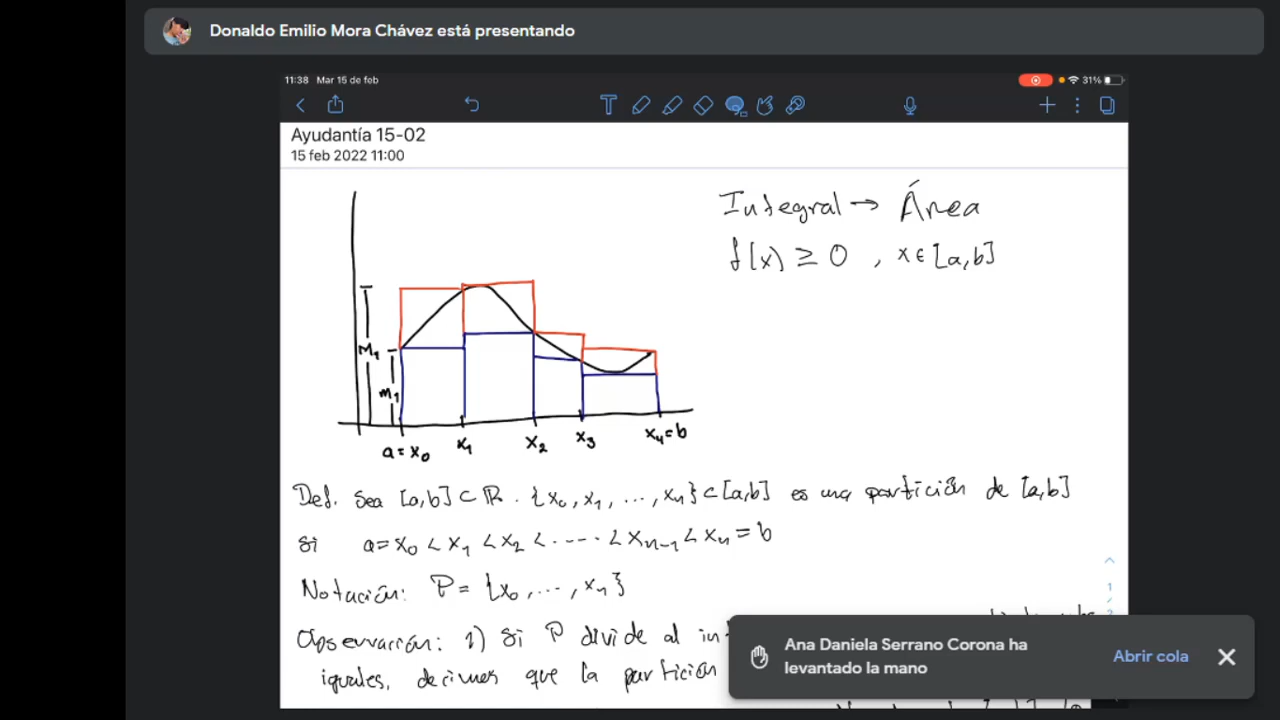 Donaldo Emilio Mora Chávez está presentando
11:38 Mar 15 de feb
31%
Ayudantía 15-02
15 feb 2022 11:00
Integral → Área
f(x) ≥ 0 , x ∈ [a,b]
M₁
m₁
a = x₀ x₁ x₂ x₃ x₄ = b
Def. Sea [a,b] ⊂ ℝ. {x₀, x₁, ..., xₙ} ⊂ [a,b] es una partición de [a,b]
si a = x₀ < x₁ < x₂ < ..... < xₙ₋₁ < xₙ = b
Notación: P = {x₀, ..., xₙ}
Observación: 1) Si P divide al
iguales, decimos que la partición
Ana Daniela Serrano Corona ha
levantado la mano
Abrir cola